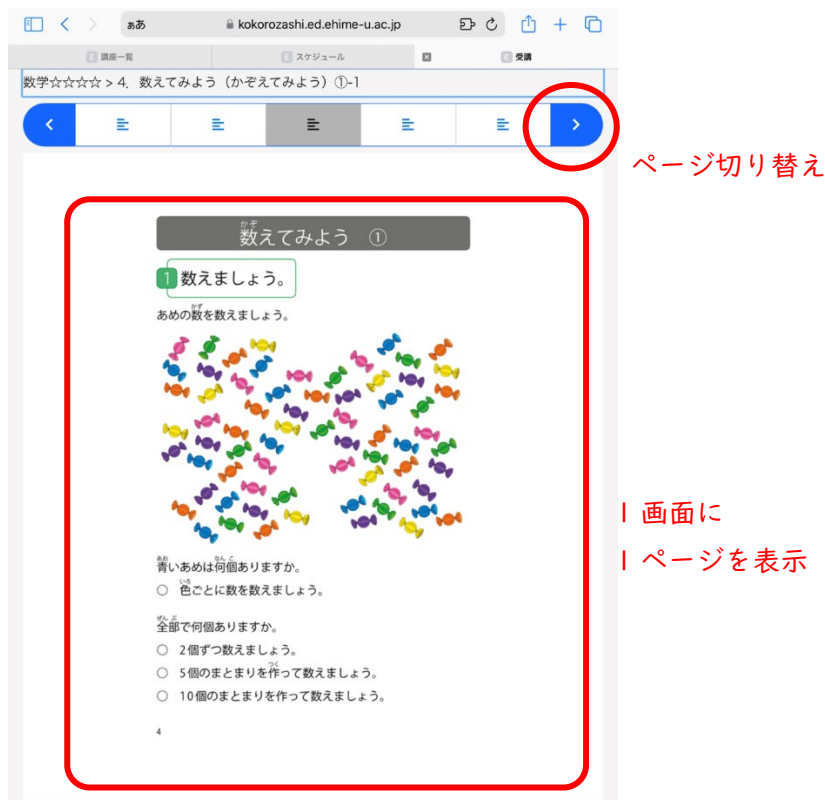 ぁあ
kokorozashi.ed.ehime-u.ac.jp
講座一覧
スケジュール
受講
数学☆☆☆☆ > 4．数えてみよう（かぞえてみよう）①-1
ページ切り替え
かぞ
数えてみよう ①
1 数えましょう。
かず
あめの数を数えましょう。
1画面に
1ページを表示
あお なんこ
青いあめは何個ありますか。
いろ
○ 色ごとに数を数えましょう。
ぜんぶ
全部で何個ありますか。
○ 2個ずつ数えましょう。
つく
○ 5個のまとまりを作って数えましょう。
○ 10個のまとまりを作って数えましょう。
4